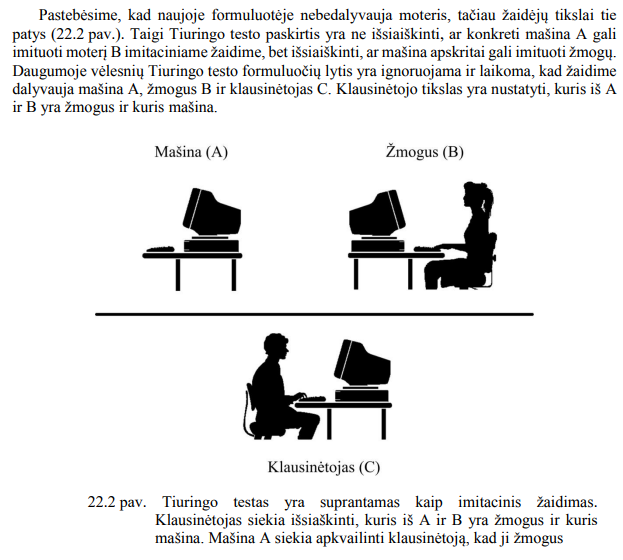 Pastebėsime, kad naujoje formuluotėje nebedalyvauja moteris, tačiau žaidėjų tikslai tie
patys (22.2 pav.). Taigi Tiuringo testo paskirtis yra ne išsiaiškinti, ar konkreti mašina A gali
imituoti moterį B imitaciniame žaidime, bet išsiaiškinti, ar mašina apskritai gali imituoti žmogų.
Daugumoje vėlesnių Tiuringo testo formuluočių lytis yra ignoruojama ir laikoma, kad žaidime
dalyvauja mašina A, žmogus B ir klausinėtojas C. Klausinėtojo tikslas yra nustatyti, kuris iš A
ir B yra žmogus ir kuris mašina.
Mašina (A)
Žmogus (B)
Klausinėtojas (C)
22.2 pav. Tiuringo testas yra suprantamas kaip imitacinis žaidimas.
Klausinėtojas siekia išsiaiškinti, kuris iš A ir B yra žmogus ir kuris
mašina. Mašina A siekia apkvailinti klausinėtoją, kad ji žmogus